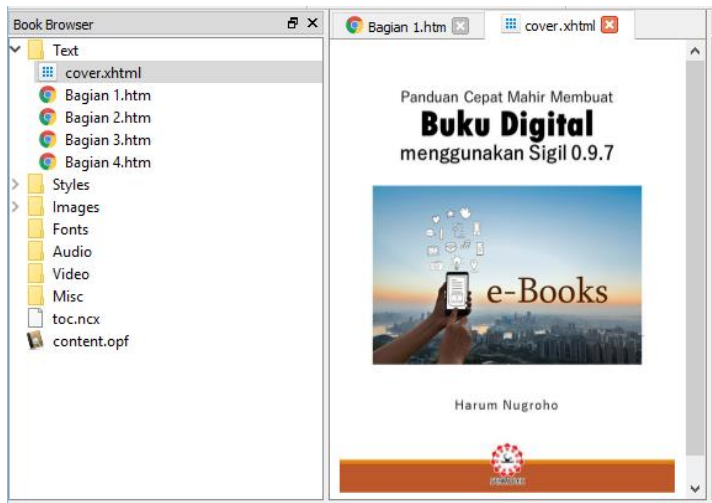 Book Browser
Text
cover.xhtml
Bagian 1.htm
Bagian 2.htm
Bagian 3.htm
Bagian 4.htm
Styles
Images
Fonts
Audio
Video
Misc
toc.ncx
content.opf
Bagian 1.htm
cover.xhtml
Panduan Cepat Mahir Membuat
Buku Digital
menggunakan Sigil 0.9.7
e-Books
Harum Nugroho